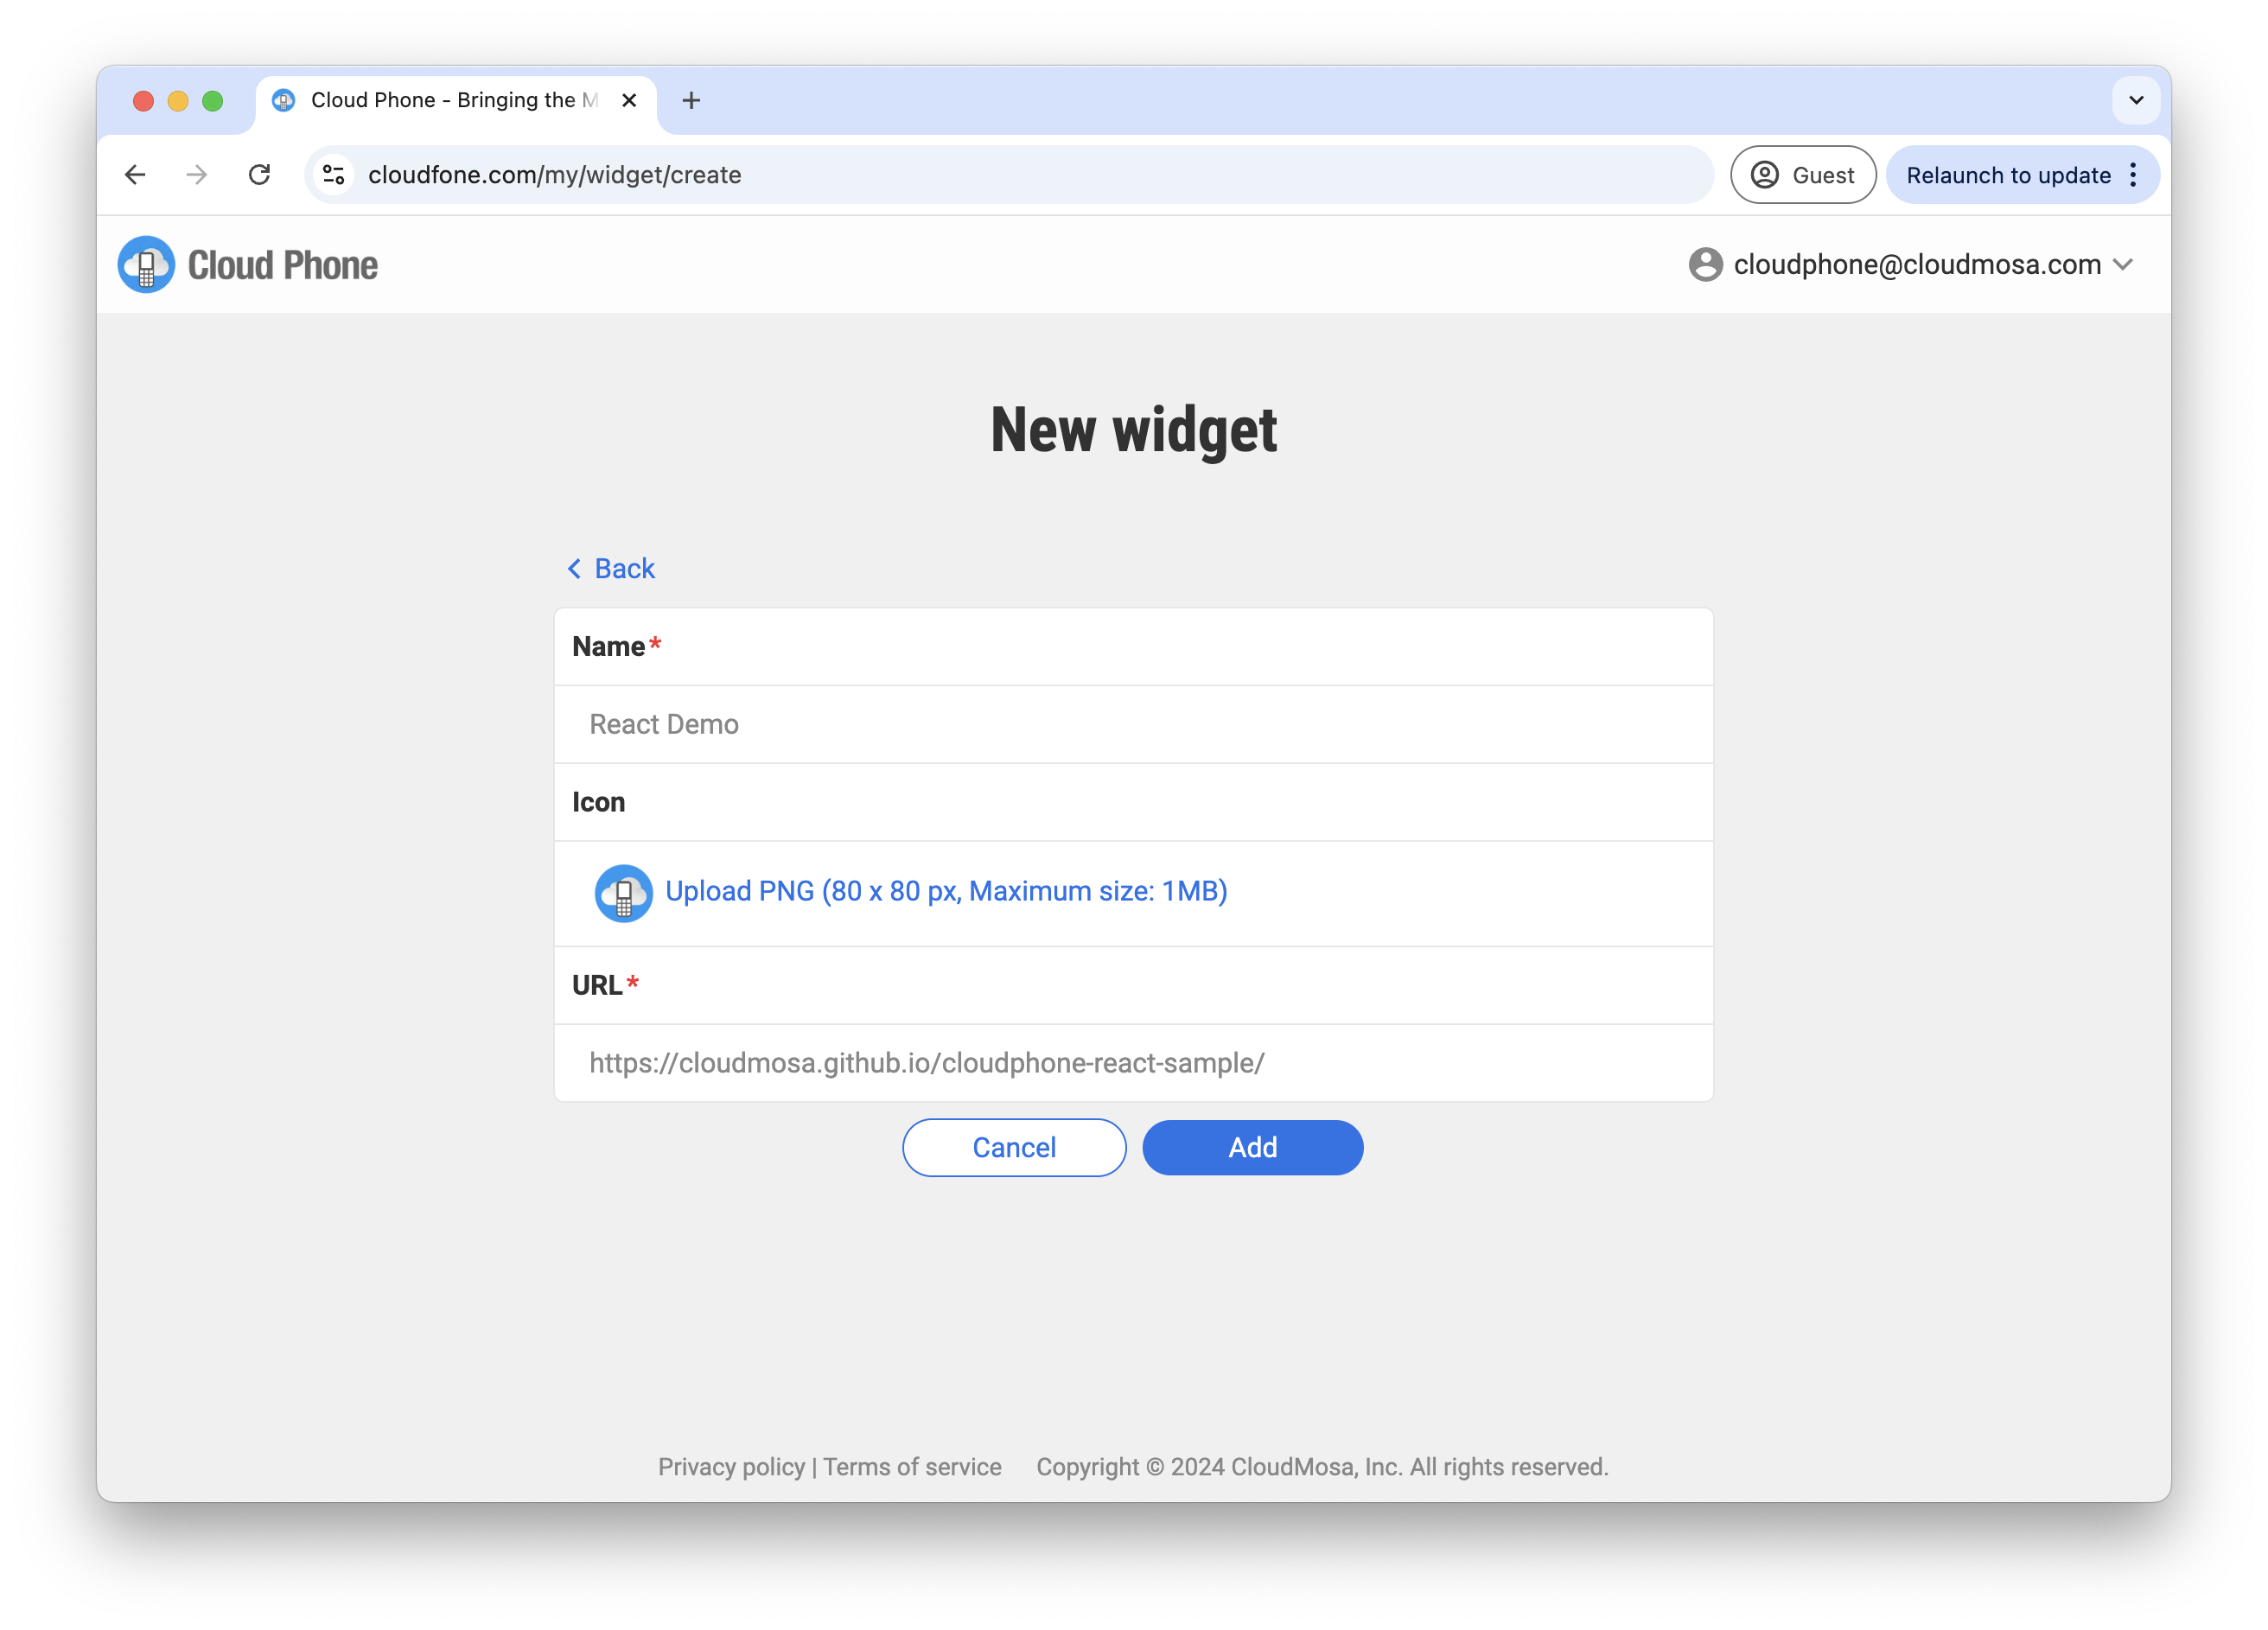 Cloud Phone - Bringing the M
cloudfone.com/my/widget/create
Guest
Relaunch to update
Cloud Phone
cloudphone@cloudmosa.com
New widget
Back
Name*
React Demo
Icon
Upload PNG (80 x 80 px, Maximum size: 1MB)
URL*
https://cloudmosa.github.io/cloudphone-react-sample/
Cancel
Add
Privacy policy | Terms of service Copyright © 2024 CloudMosa, Inc. All rights reserved.